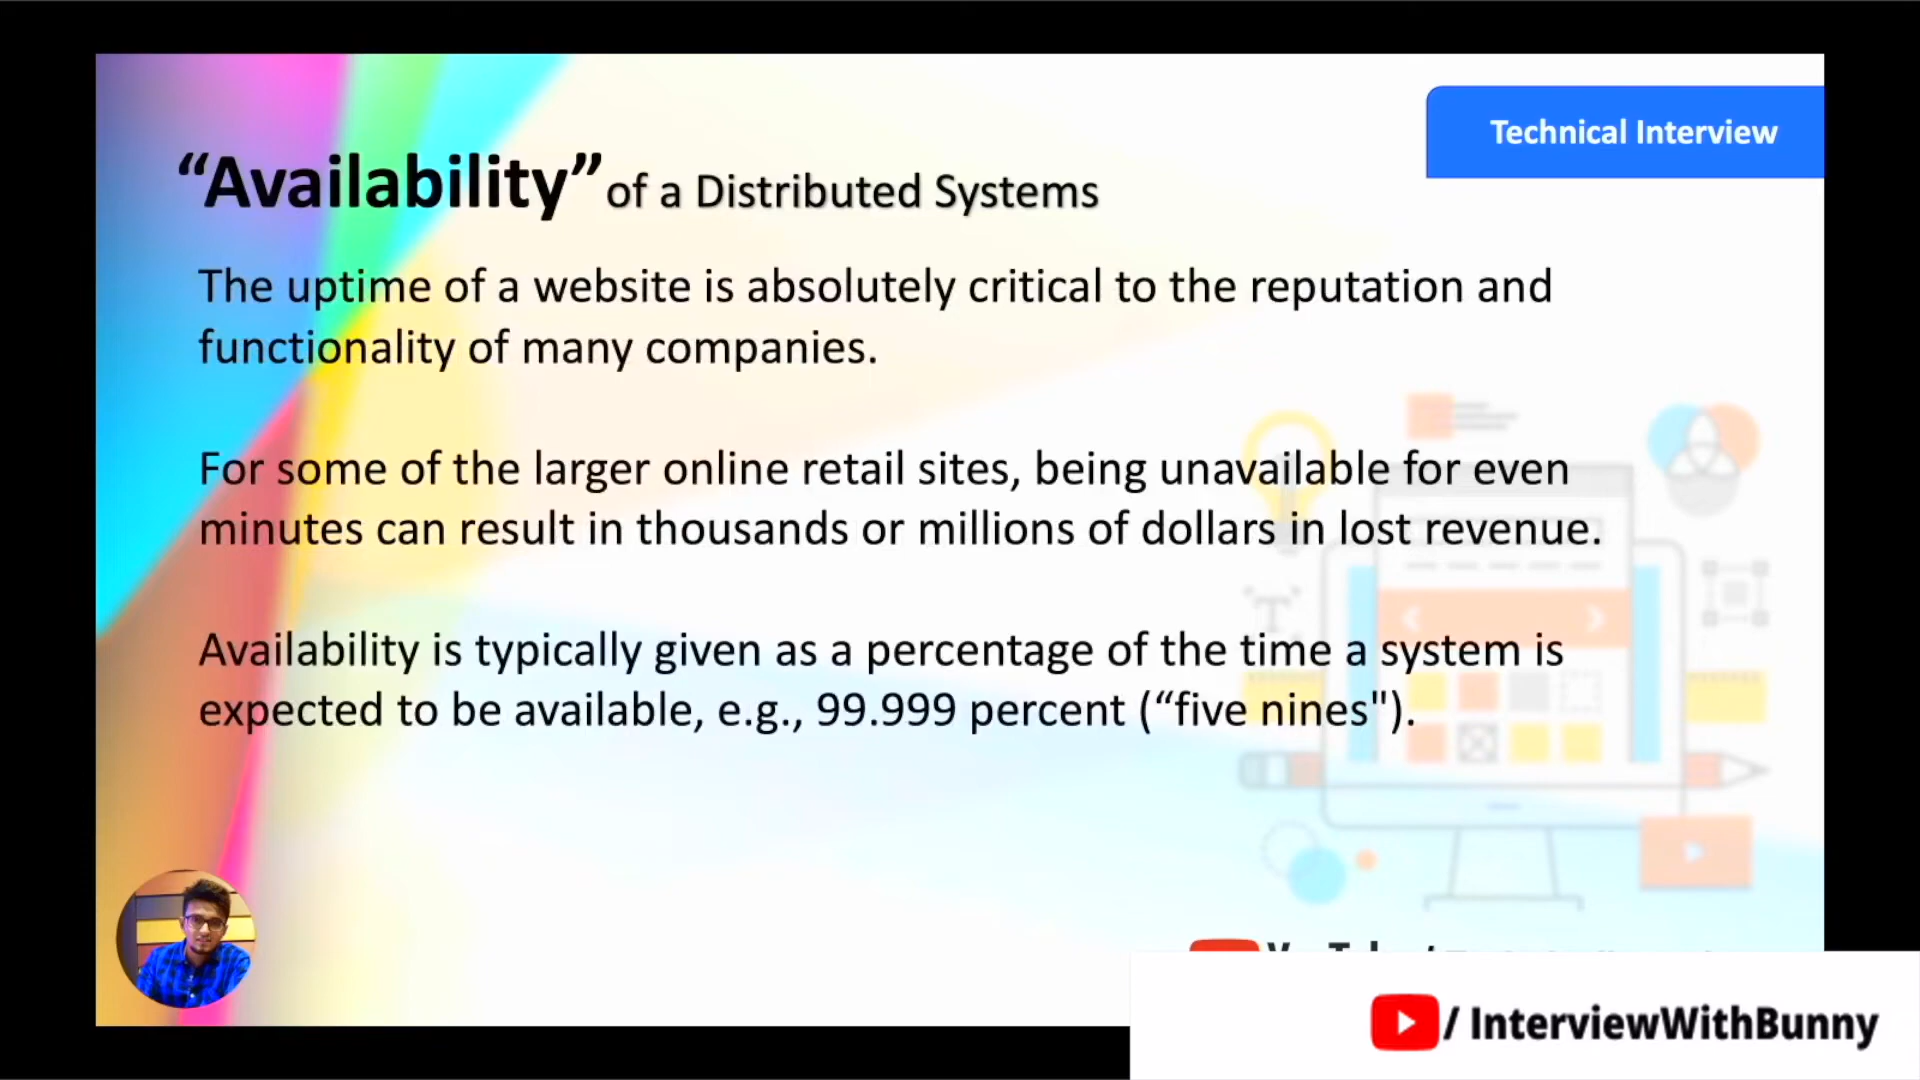 Technical Interview
“Availability” of a Distributed Systems
The uptime of a website is absolutely critical to the reputation and
functionality of many companies.
For some of the larger online retail sites, being unavailable for even
minutes can result in thousands or millions of dollars in lost revenue.
Availability is typically given as a percentage of the time a system is
expected to be available, e.g., 99.999 percent (“five nines").
/ InterviewWithBunny